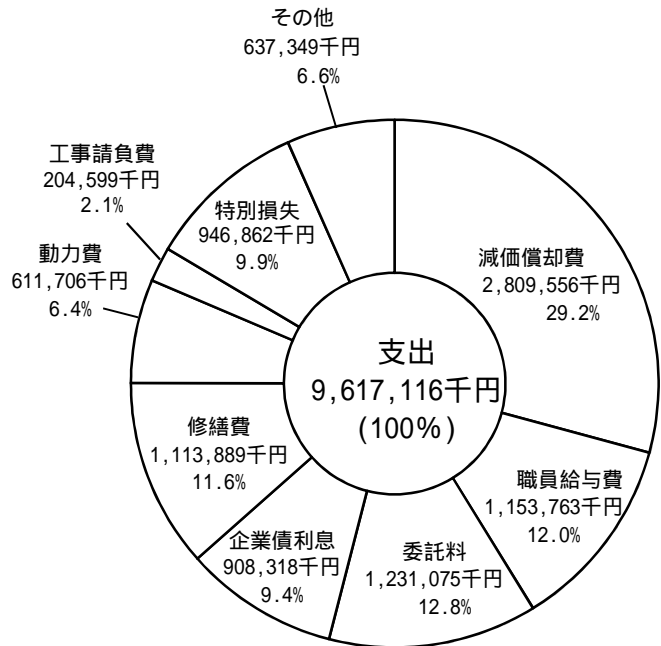 その他
637,349千円
6.6%
工事請負費
204,599千円
2.1%
特別損失
946,862千円
9.9%
動力費
611,706千円
6.4%
減価償却費
2,809,556千円
29.2%
支出
9,617,116千円
(100%)
修繕費
1,113,889千円
11.6%
職員給与費
1,153,763千円
12.0%
企業債利息
908,318千円
9.4%
委託料
1,231,075千円
12.8%